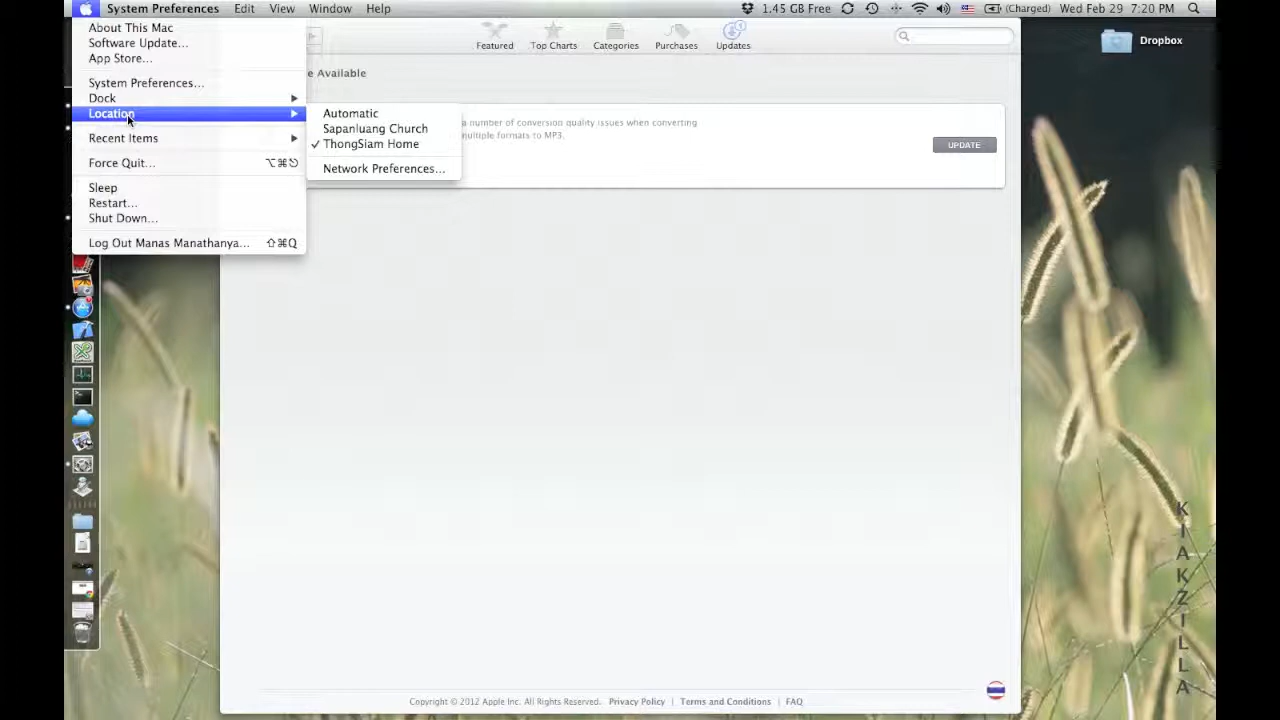 System Preferences Edit View Window Help 1.45 GB Free (Charged) Wed Feb 29 7:20 PM
About This Mac
Software Update...
App Store...
System Preferences...
Dock
Location
Recent Items
Force Quit... ⌥⌘⎋
Sleep
Restart...
Shut Down...
Log Out Manas Manathanya... ⇧⌘Q
Automatic
Sapanluang Church
✓ ThongSiam Home
Network Preferences...
Featured Top Charts Categories Purchases Updates
e Available
a number of conversion quality issues when converting
multiple formats to MP3.
UPDATE
Dropbox
KIAKZILLA
Copyright © 2012 Apple Inc. All Rights Reserved. Privacy Policy | Terms and Conditions | FAQ